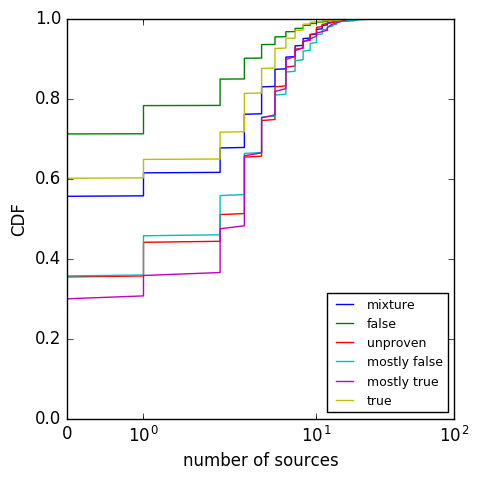 1.0
0.8
0.6
0.4
0.2
0.0
CDF
0
10^0
10^1
10^2
number of sources
mixture
false
unproven
mostly false
mostly true
true